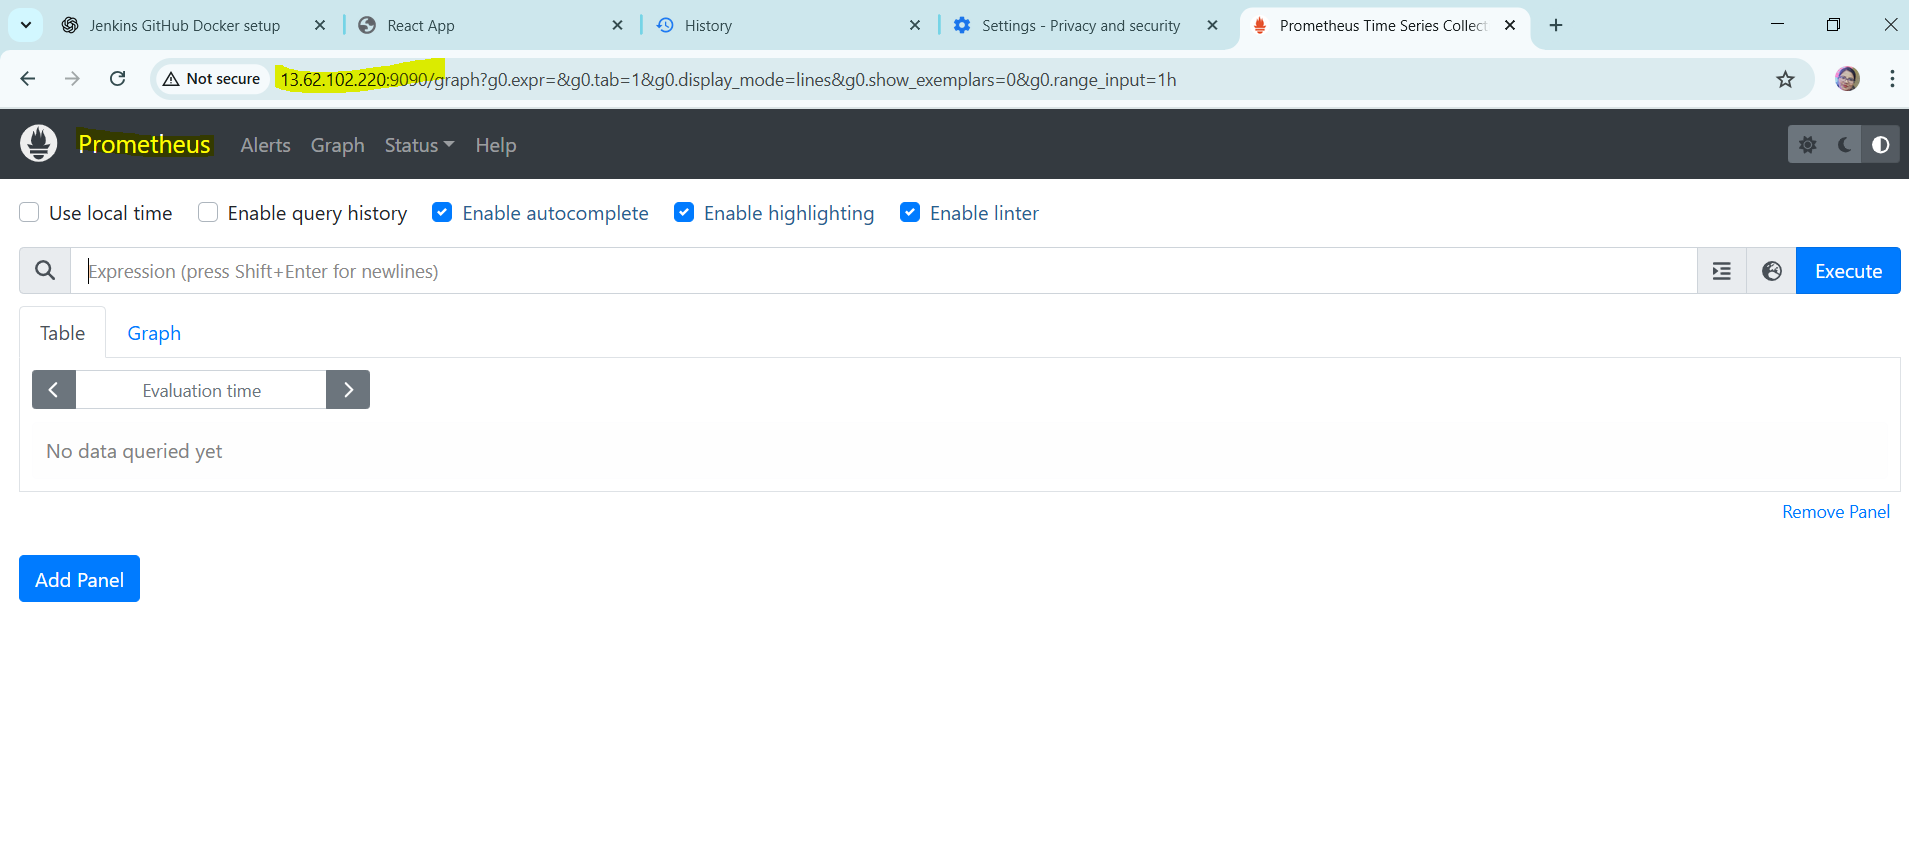 Jenkins GitHub Docker setup
React App
History
Settings - Privacy and security
Prometheus Time Series Collect
Not secure
13.62.102.220:9090/graph?g0.expr=&g0.tab=1&g0.display_mode=lines&g0.show_exemplars=0&g0.range_input=1h
Prometheus Alerts Graph Status Help
Use local time Enable query history Enable autocomplete Enable highlighting Enable linter
Expression (press Shift+Enter for newlines)
Execute
Table Graph
Evaluation time
No data queried yet
Remove Panel
Add Panel